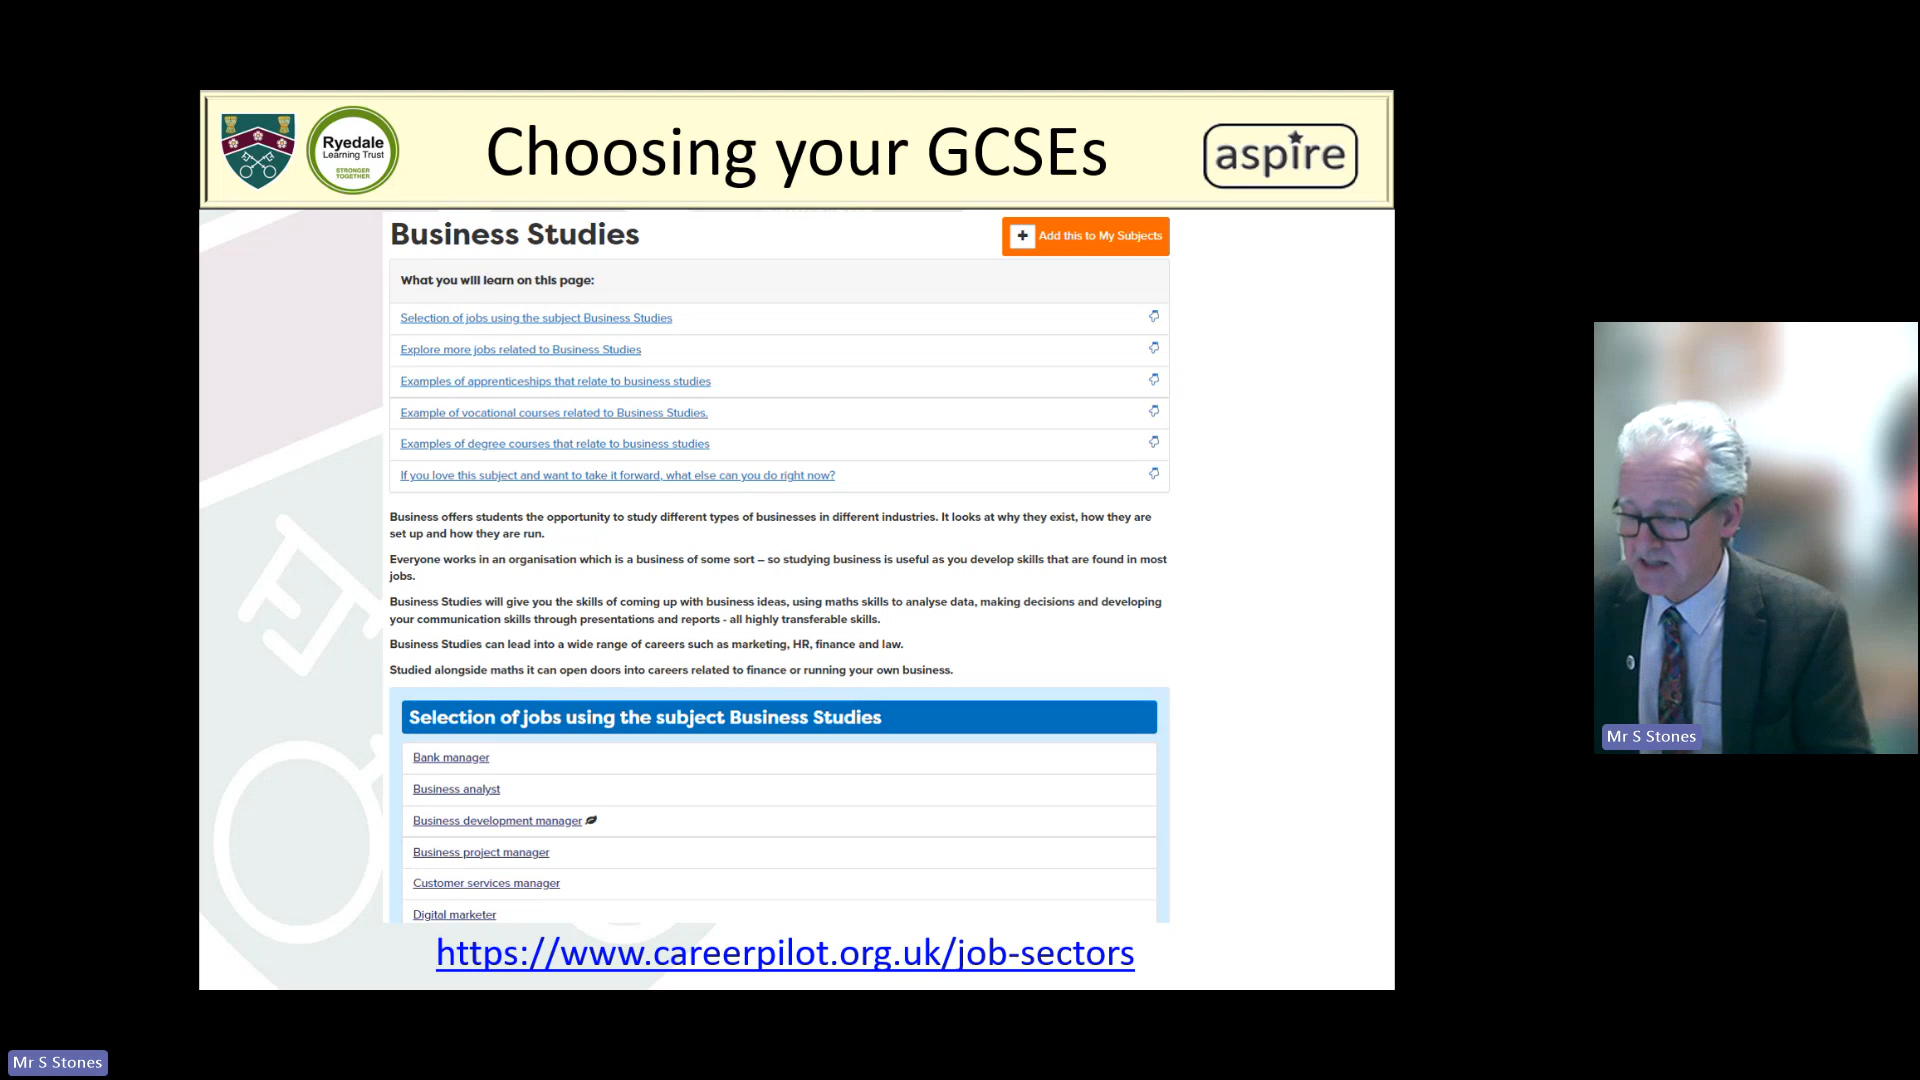 Ryedale
Learning Trust
STRONGER
TOGETHER
Choosing your GCSEs
aspire
Business Studies
Add this to My Subjects
What you will learn on this page:
Selection of jobs using the subject Business Studies
Explore more jobs related to Business Studies
Examples of apprenticeships that relate to business studies
Example of vocational courses related to Business Studies.
Examples of degree courses that relate to business studies
If you love this subject and want to take it forward, what else can you do right now?
Business offers students the opportunity to study different types of businesses in different industries. It looks at why they exist, how they are
set up and how they are run.
Everyone works in an organisation which is a business of some sort – so studying business is useful as you develop skills that are found in most
jobs.
Business Studies will give you the skills of coming up with business ideas, using maths skills to analyse data, making decisions and developing
your communication skills through presentations and reports - all highly transferable skills.
Business Studies can lead into a wide range of careers such as marketing, HR, finance and law.
Studied alongside maths it can open doors into careers related to finance or running your own business.
Selection of jobs using the subject Business Studies
Bank manager
Business analyst
Business development manager
Business project manager
Customer services manager
Digital marketer
https://www.careerpilot.org.uk/job-sectors
Mr S Stones
Mr S Stones